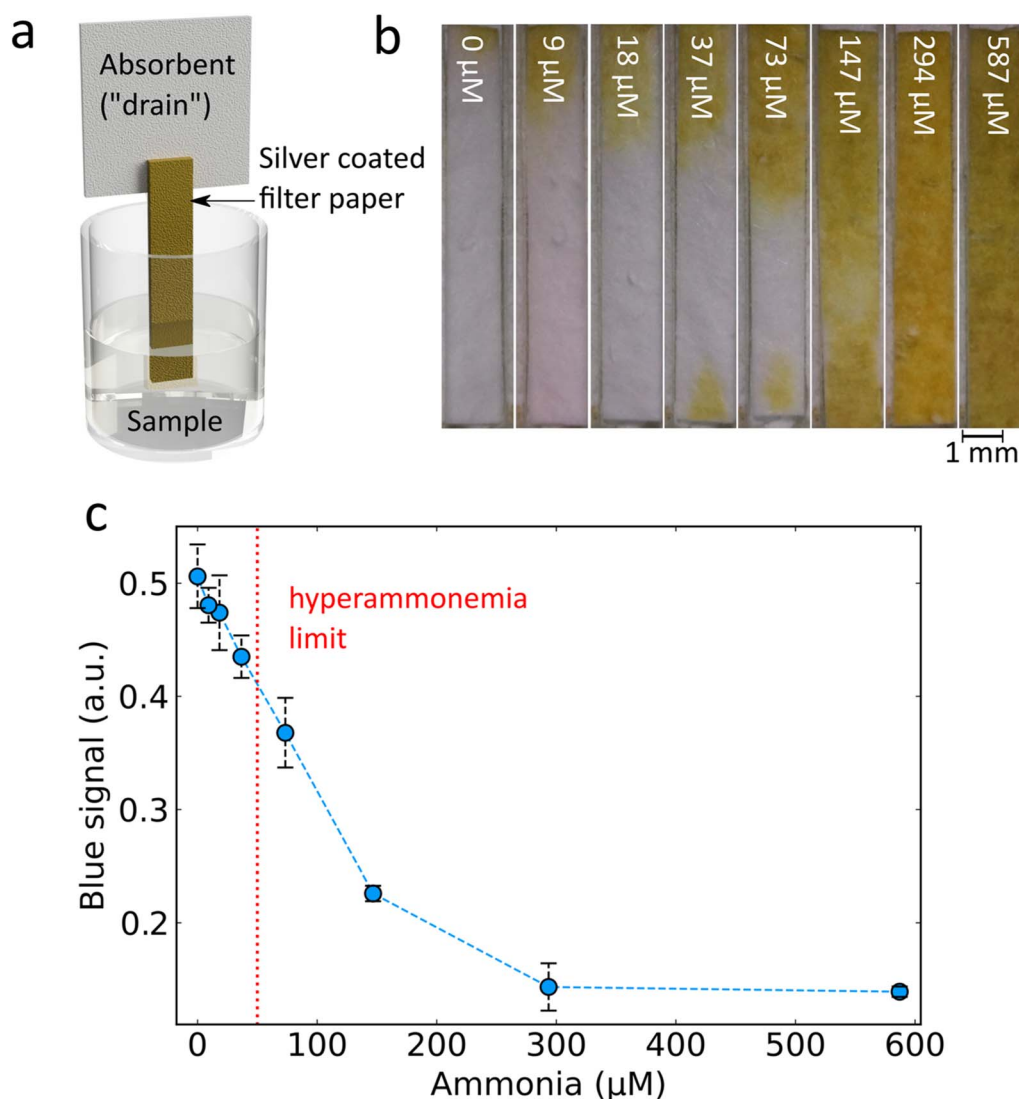 a
Absorbent
("drain")
Silver coated
filter paper
Sample
b
0 µM
9 µM
18 µM
37 µM
73 µM
147 µM
294 µM
587 µM
1 mm
c
Blue signal (a.u.)
0.5
0.4
0.3
0.2
hyperammonemia
limit
0 100 200 300 400 500 600
Ammonia (µM)